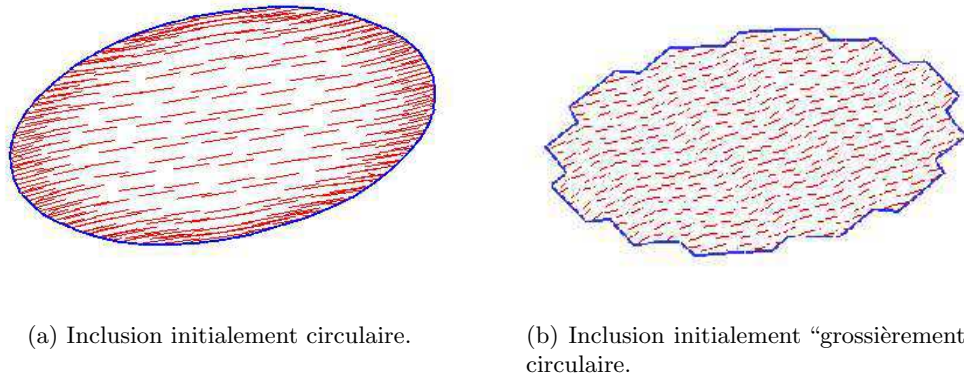 (a) Inclusion initialement circulaire.
(b) Inclusion initialement “grossièrement
circulaire.